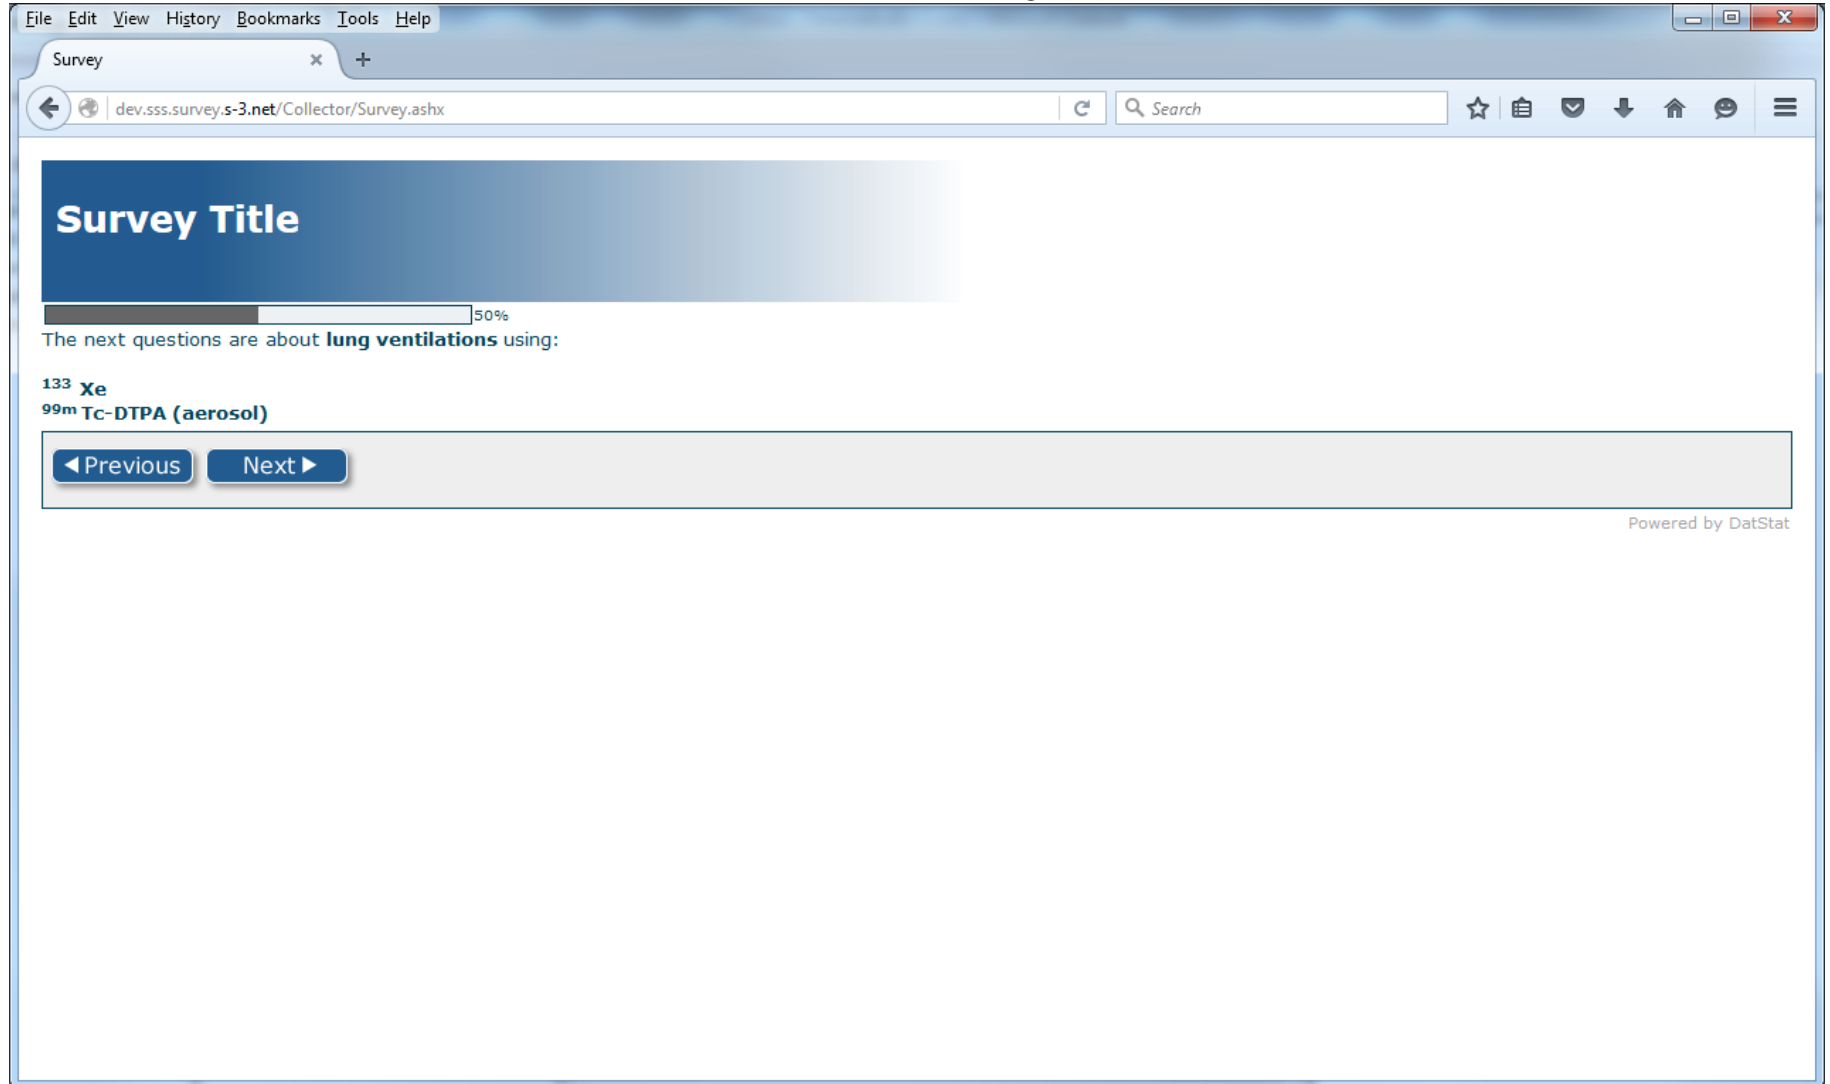 File Edit View History Bookmarks Tools Help
Survey
dev.sss.survey.s-3.net/Collector/Survey.ashx
Search
Survey Title
50%
The next questions are about lung ventilations using:
133 Xe
99m Tc-DTPA (aerosol)
Previous Next
Powered by DatStat